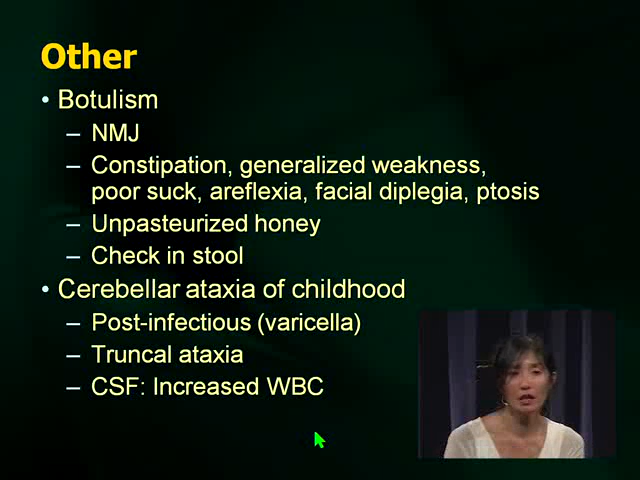 Other
• Botulism
– NMJ
– Constipation, generalized weakness,
poor suck, areflexia, facial diplegia, ptosis
– Unpasteurized honey
– Check in stool
• Cerebellar ataxia of childhood
– Post-infectious (varicella)
– Truncal ataxia
– CSF: Increased WBC